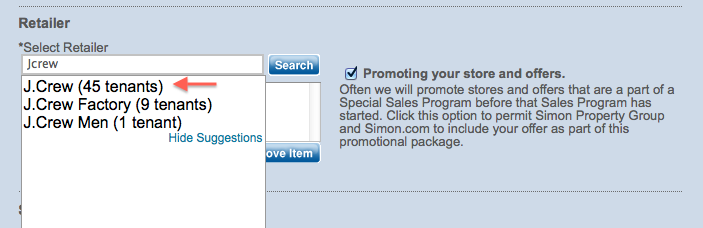 Retailer
*Select Retailer
Jcrew
Search
J.Crew (45 tenants)
J.Crew Factory (9 tenants)
J.Crew Men (1 tenant)
Hide Suggestions
Item
Promoting your store and offers.
Often we will promote stores and offers that are a part of a
Special Sales Program before that Sales Program has
started. Click this option to permit Simon Property Group
and Simon.com to include your offer as part of this
promotional package.